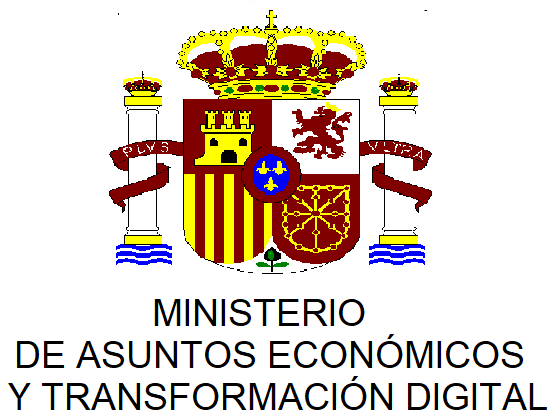 PLVS VLTRA
MINISTERIO
DE ASUNTOS ECONÓMICOS
Y TRANSFORMACIÓN DIGITAL